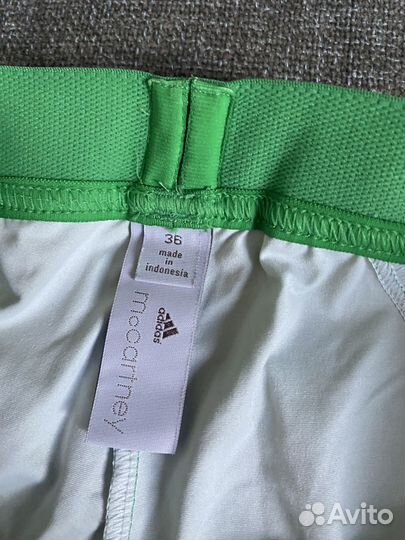 36
made
in
indonesia
adidas
mccartney
Avito